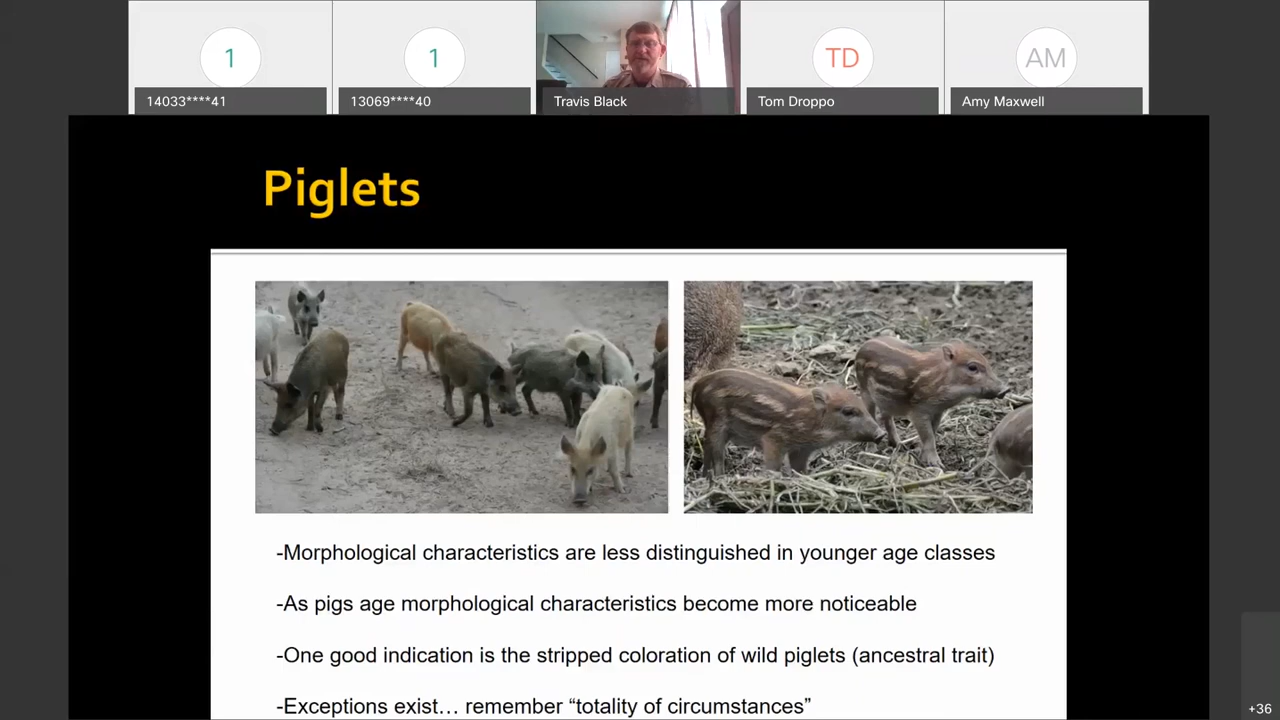 1
1
TD
AM
14033****41
13069****40
Travis Black
Tom Droppo
Amy Maxwell
Piglets
-Morphological characteristics are less distinguished in younger age classes
-As pigs age morphological characteristics become more noticeable
-One good indication is the stripped coloration of wild piglets (ancestral trait)
-Exceptions exist… remember “totality of circumstances”
+36